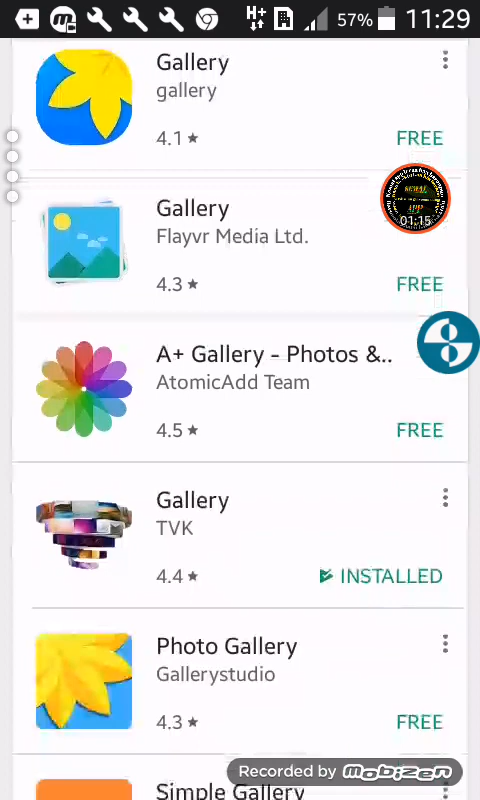 57% 11:29
Gallery
gallery
4.1
FREE
Gallery
Flayvr Media Ltd.
4.3
FREE
01:15
A+ Gallery - Photos &..
AtomicAdd Team
4.5
FREE
Gallery
TVK
4.4
INSTALLED
Photo Gallery
Gallerystudio
4.3
FREE
Simple Gallery
Recorded by mobizen